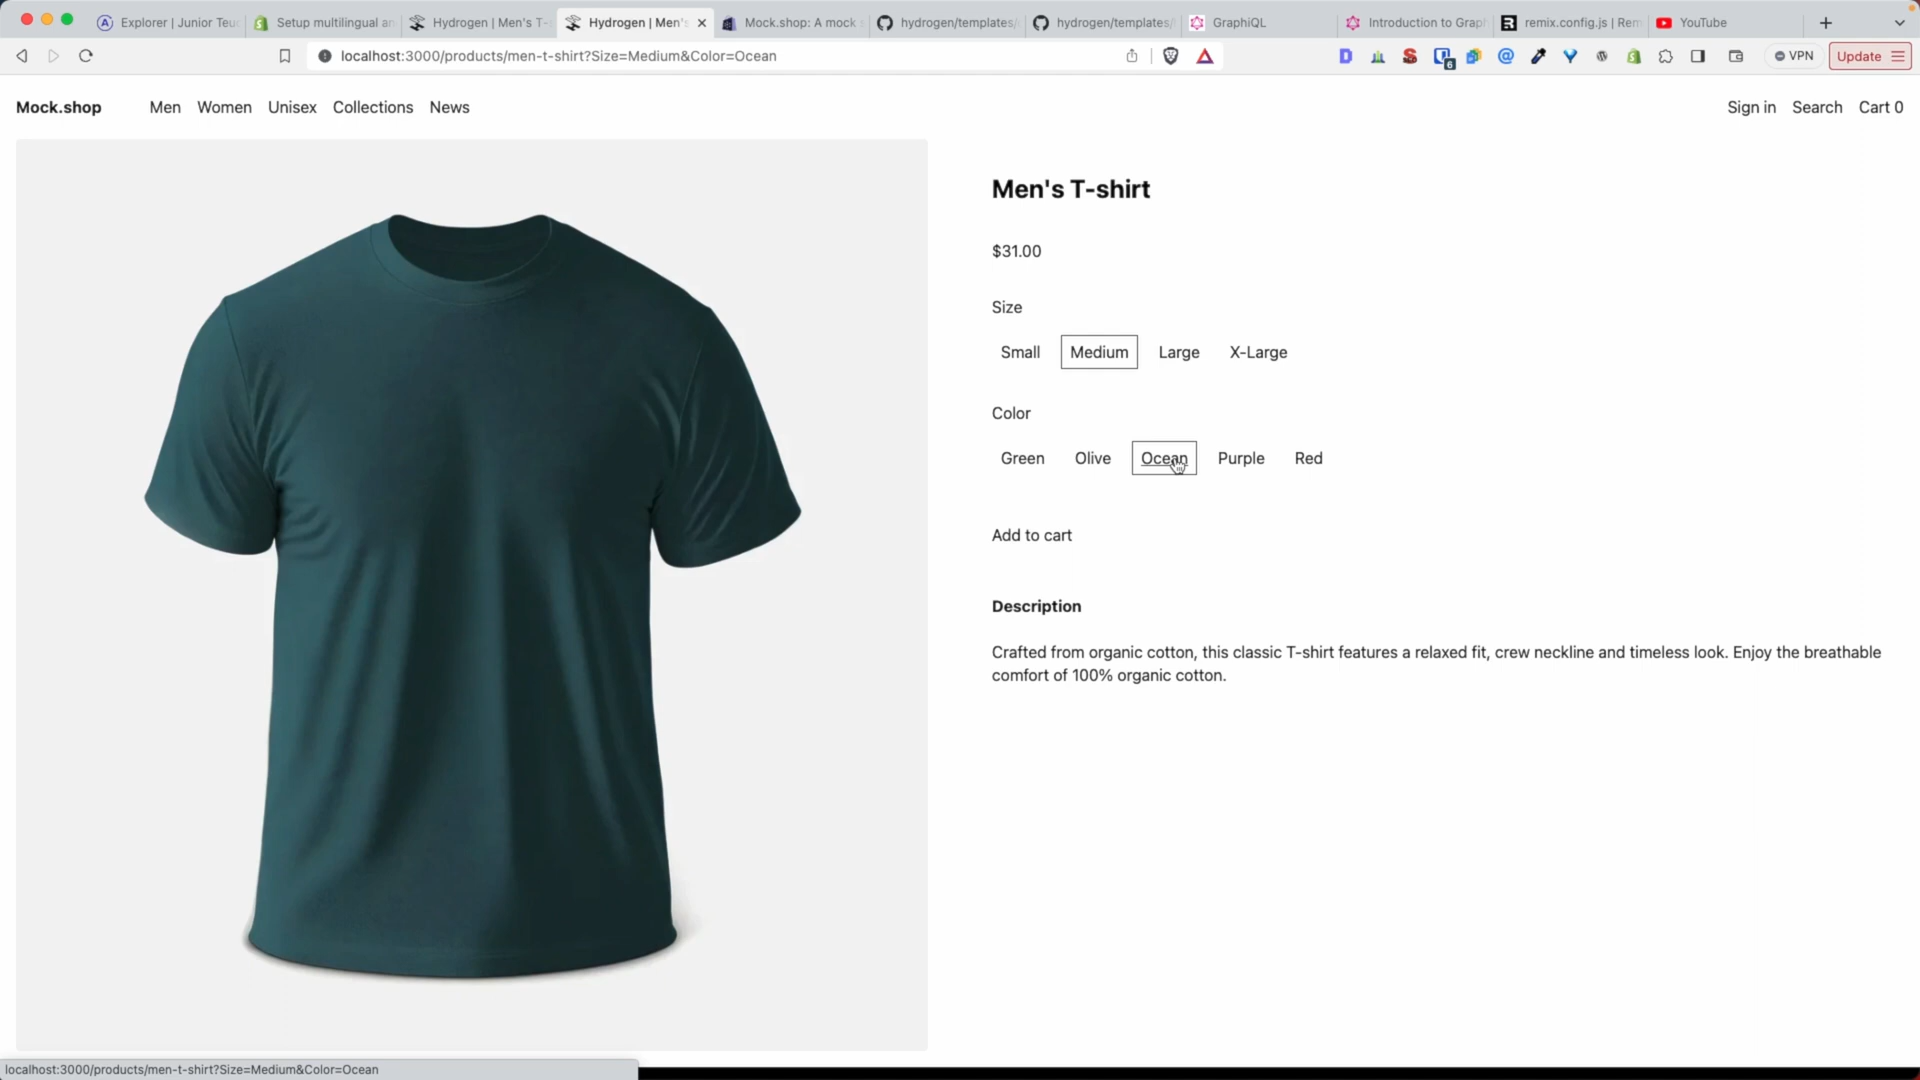 Explorer | Junior Teu
Setup multilingual an
Hydrogen | Men's T-
Hydrogen | Men's
Mock.shop: A mock s
hydrogen/templates/
hydrogen/templates/
GraphiQL
Introduction to Graph
remix.config.js | Rem
YouTube
localhost:3000/products/men-t-shirt?Size=Medium&Color=Ocean
6
VPN
Update
Mock.shop
Men
Women
Unisex
Collections
News
Sign in
Search
Cart 0
Men's T-shirt
$31.00
Size
Small
Medium
Large
X-Large
Color
Green
Olive
Ocean
Purple
Red
Add to cart
Description
Crafted from organic cotton, this classic T-shirt features a relaxed fit, crew neckline and timeless look. Enjoy the breathable
comfort of 100% organic cotton.
localhost:3000/products/men-t-shirt?Size=Medium&Color=Ocean